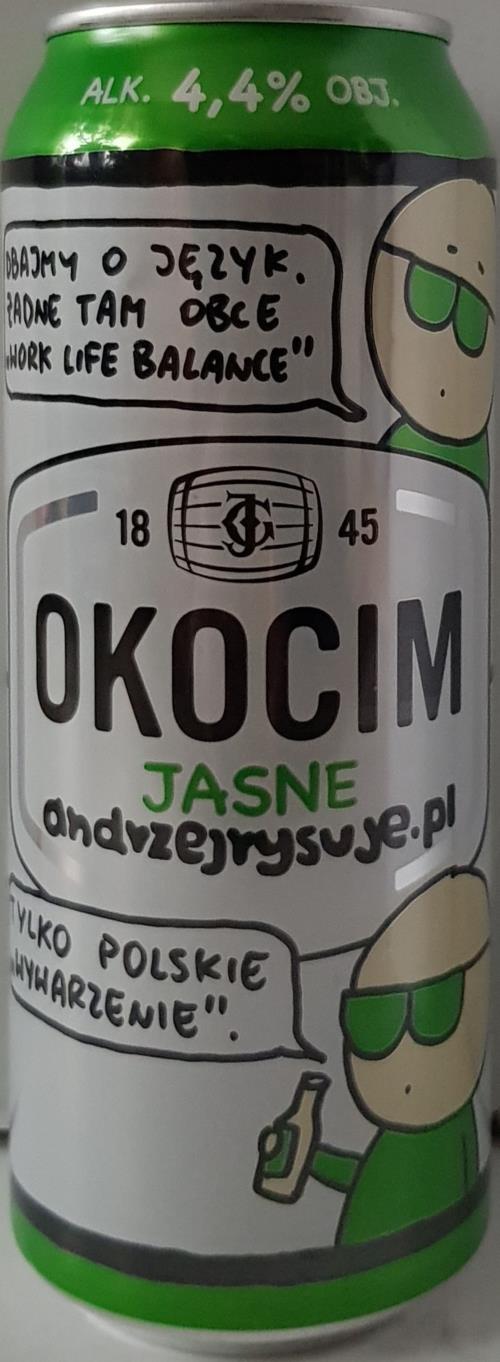 ALK. 4,4% OBJ.
DBAJMY O JĘZYK.
ŻADNE TAM OBCE
„WORK LIFE BALANCE"
18 45
OKOCIM
JASNE
andrzejrysuje.pl
TYLKO POLSKIE
„WYWARZENIE".